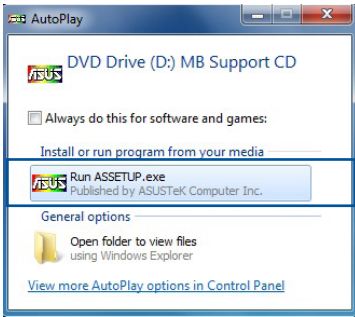 AutoPlay
DVD Drive (D:) MB Support CD
ASUS
Always do this for software and games:
Install or run program from your media
ASUS
Run ASSETUP.exe
Published by ASUSTeK Computer Inc.
General options
Open folder to view files
using Windows Explorer
View more AutoPlay options in Control Panel